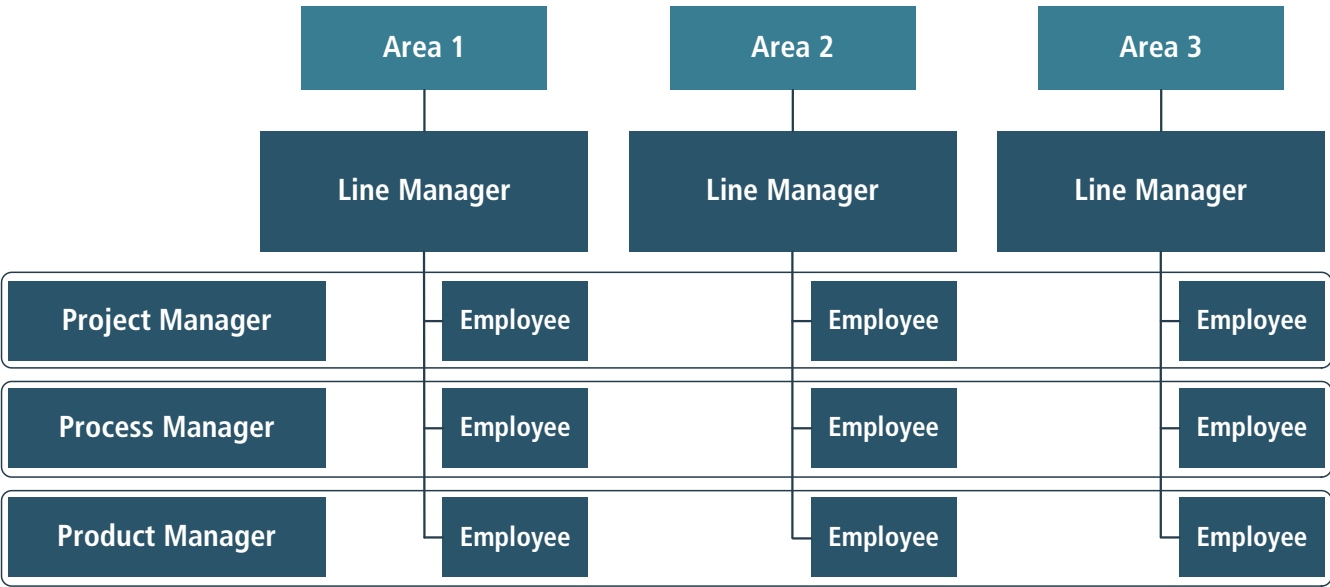 Area 1
Area 2
Area 3
Line Manager
Line Manager
Line Manager
Project Manager
Employee
Employee
Employee
Process Manager
Employee
Employee
Employee
Product Manager
Employee
Employee
Employee